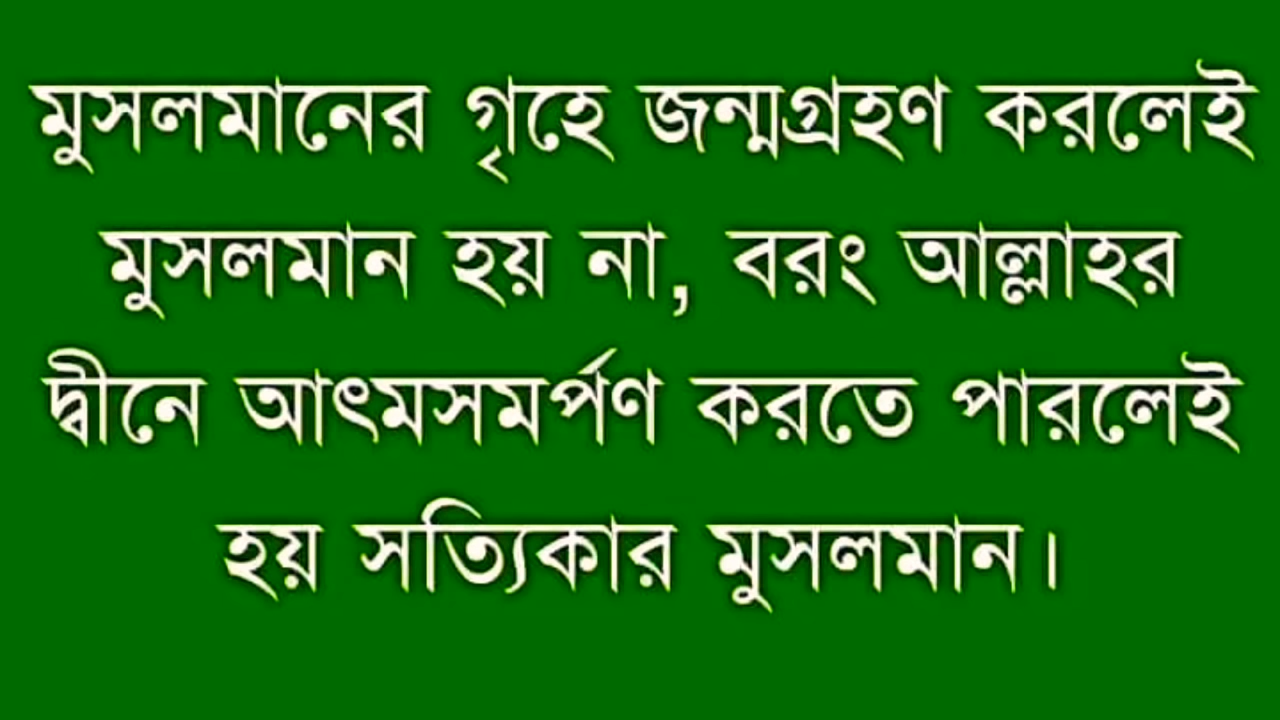 মুসলমানের গৃহে জন্মগ্রহণ করলেই
মুসলমান হয় না, বরং আল্লাহর
দ্বীনে আৎমসমর্পণ করতে পারলেই
হয় সত্যিকার মুসলমান।